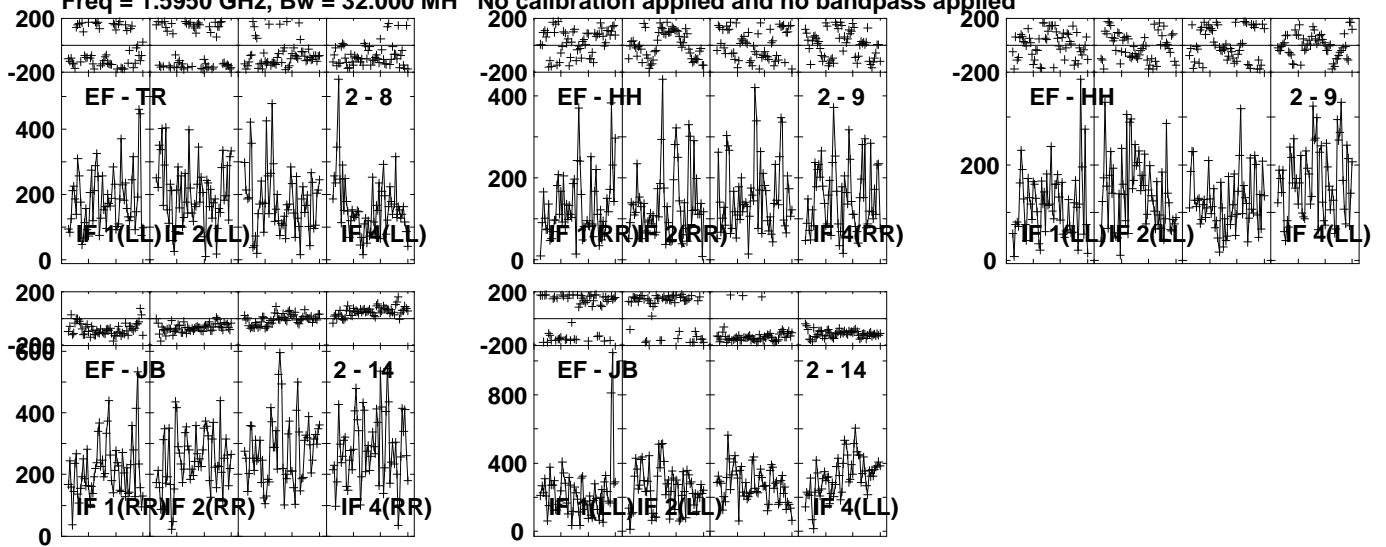 Freq = 1.5950 GHz, Bw = 32.000 MH   No calibration applied and no bandpass applied
200 200 200
-200 -200 -200
EF - TR 2 - 8 EF - HH 2 - 9 EF - HH 2 - 9
400 400 400
200 200 200
IF 1(LL) IF 2(LL) IF 4(LL) IF 1(RR) IF 2(RR) IF 4(RR) IF 1(LL) IF 2(LL) IF 4(LL)
0 0 0
200 200
-200 -200
600
EF - JB 2 - 14 EF - JB 2 - 14
800
400
400
200
IF 1(RR) IF 2(RR) IF 4(RR) IF 1(LL) IF 2(LL) IF 4(LL)
0 0